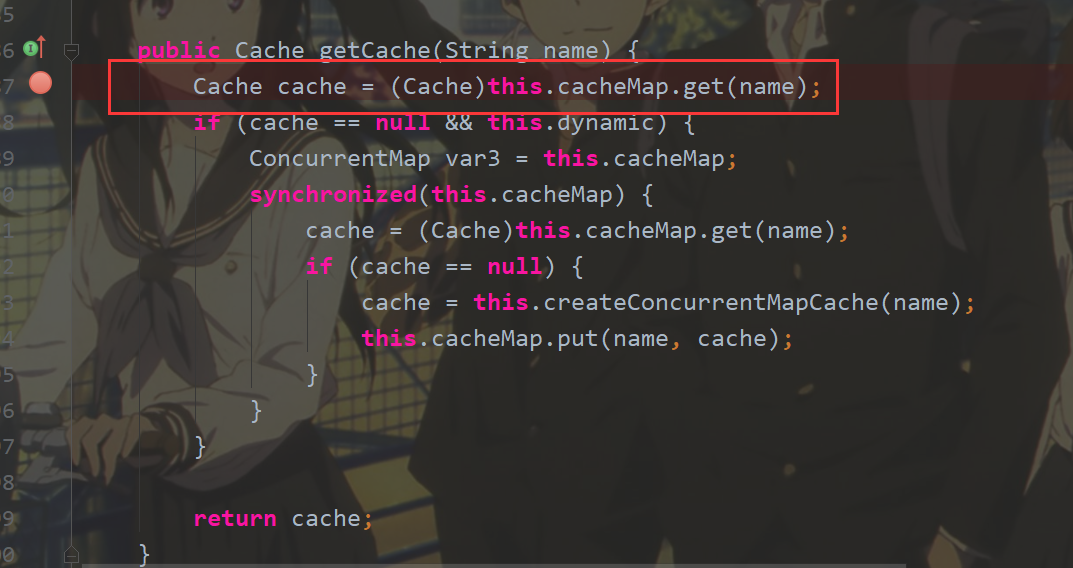 5
6 public Cache getCache(String name) {
7 Cache cache = (Cache)this.cacheMap.get(name);
8 if (cache == null && this.dynamic) {
9 ConcurrentMap var3 = this.cacheMap;
0 synchronized(this.cacheMap) {
1 cache = (Cache)this.cacheMap.get(name);
2 if (cache == null) {
3 cache = this.createConcurrentMapCache(name);
4 this.cacheMap.put(name, cache);
5 }
6 }
7 }
8
9 return cache;
0 }